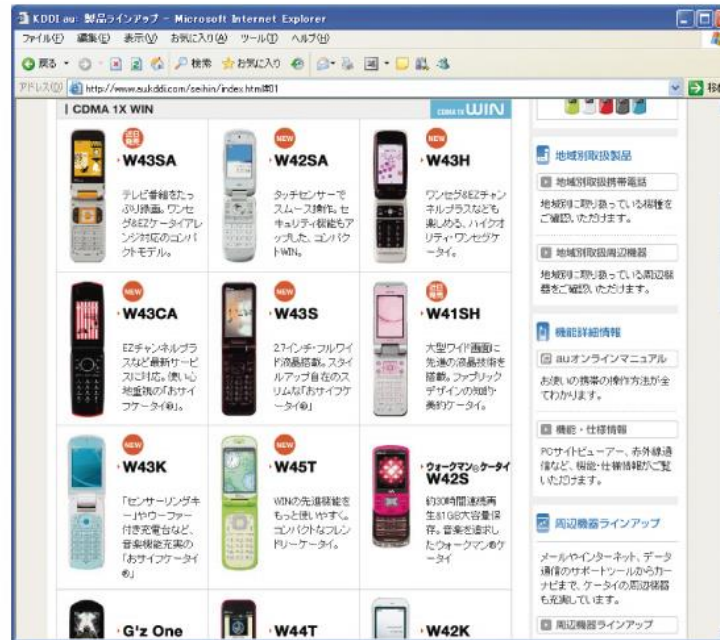 KDDI au: 製品ラインアップ - Microsoft Internet Explorer
ファイル(F) 編集(E) 表示(V) お気に入り(A) ツール(T) ヘルプ(H)
戻る 検索 お気に入り
アドレス(D) http://www.au.kddi.com/seihin/index.html#01 移
CDMA 1X WIN
CDMA 1X WIN
近日発売
W43SA
テレビ番組をたっ
ぷり録画。ワンセ
グ&EZケータイアレ
ンジ対応のコンパ
クトモデル。
NEW
W42SA
タッチセンサーで
スムース操作。セ
キュリティ機能もア
ップした、コンパク
トWIN。
NEW
W43H
ワンセグ&EZチャン
ネルプラスなども
楽しめる、ハイクオ
リティ・ワンセグケ
ータイ。
NEW
W43CA
EZチャンネルプラ
スなど最新サービ
スに対応。使い心
地重視の「おサイ
フケータイ®」。
NEW
W43S
2.7インチ・フルワイ
ド液晶搭載。スタイ
ルアップ自在のス
リムな「おサイフケ
ータイ®」
近日発売
W41SH
大型ワイド画面に
先進の液晶技術を
搭載。ファブリック
デザインの知的・
美的ケータイ。
NEW
W43K
「センサーリングキ
ー」やウーファー
付き充電台など、
音楽機能充実の
「おサイフケータイ
®」
NEW
W45T
WINの先進機能を
もっと使いやすく。
コンパクトなフレン
ドリーケータイ。
ウォークマン®ケータイ
W42S
約30時間連続再
生&1GB大容量保
存。音楽を追求し
たウォークマン®ケ
ータイ
G'z One
W44T
W42K
地域別取扱製品
地域別取扱携帯電話
地域別に取り扱っている機種を
ご確認いただけます。
地域別取扱周辺機器
地域別に取り扱っている周辺機
器をご確認いただけます。
機能詳細情報
auオンラインマニュアル
お使いの携帯の操作方法が全
てわかります。
機能・仕様情報
PCサイトビューアー、赤外線通
信など、機能・仕様情報がご覧
いただけます。
周辺機器ラインアップ
メールやインターネット、データ
通信のサポートツールからカー
ナビまで、ケータイの周辺機器
も充実しています。
周辺機器ラインアップ